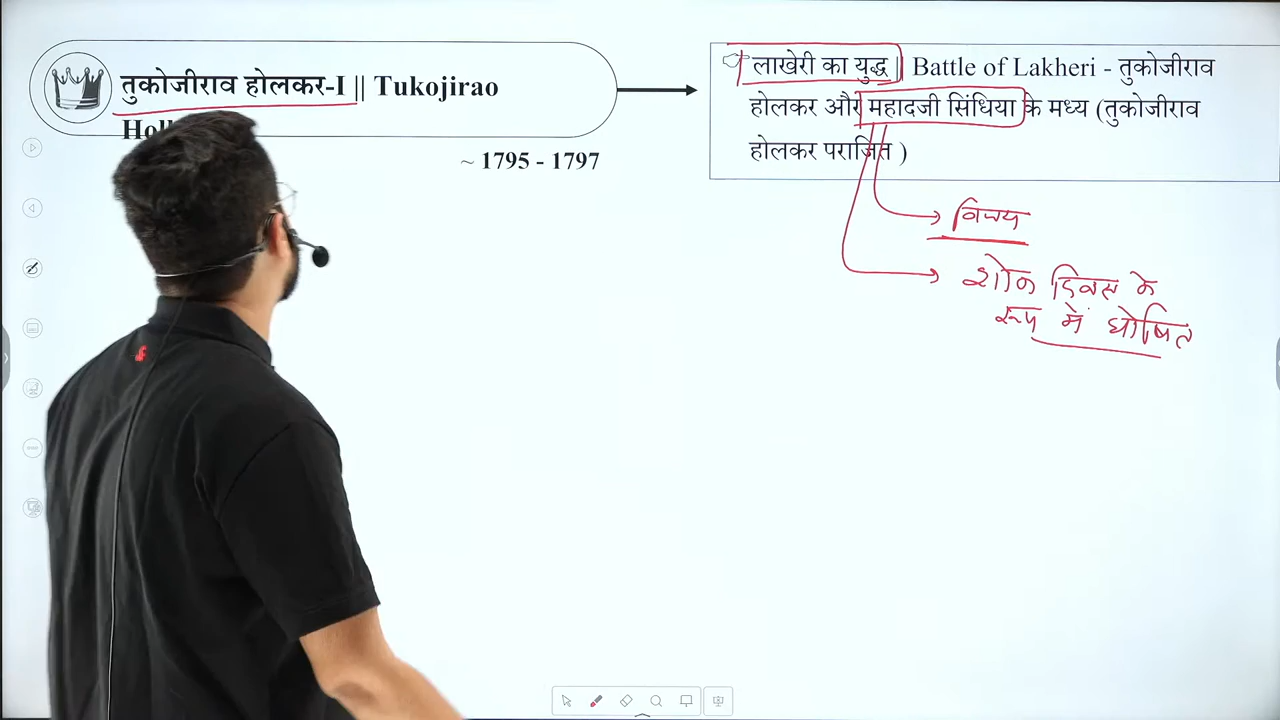 तुकोजीराव होलकर-I || Tukojirao
~ 1795 - 1797
लाखेरी का युद्ध || Battle of Lakheri - तुकोजीराव
होलकर और महादजी सिंधिया के मध्य (तुकोजीराव
होलकर पराजित )
विजय
शोक दिवस के
रूप में घोषित